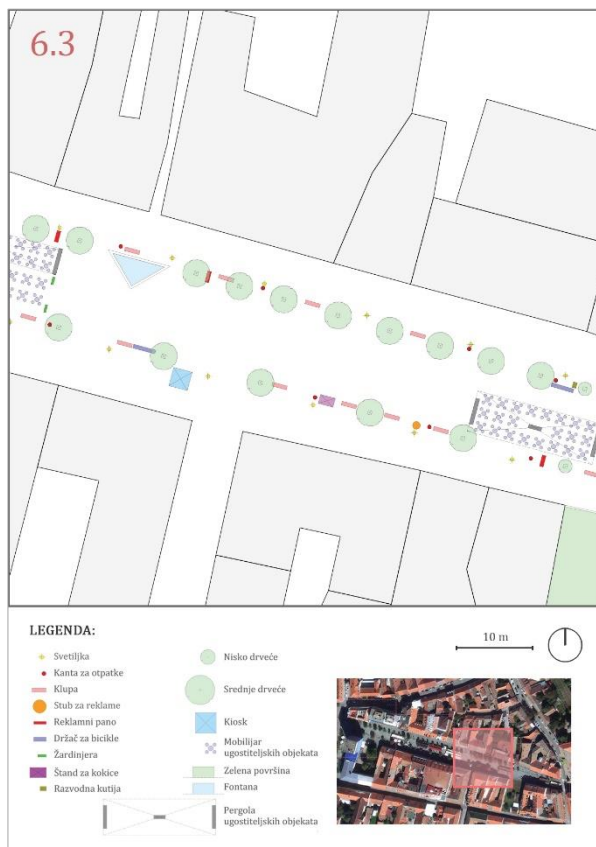 6.3
LEGENDA:
Svetiljka
Kanta za otpatke
Klupa
Stub za reklame
Reklamni pano
Držač za bicikle
Žardinjera
Štand za kokice
Razvodna kutija
Nisko drveće
Srednje drveće
Kiosk
Mobilijar
ugostiteljskih objekata
Zelena površina
Fontana
Pergola
ugostiteljskih objekata
10 m